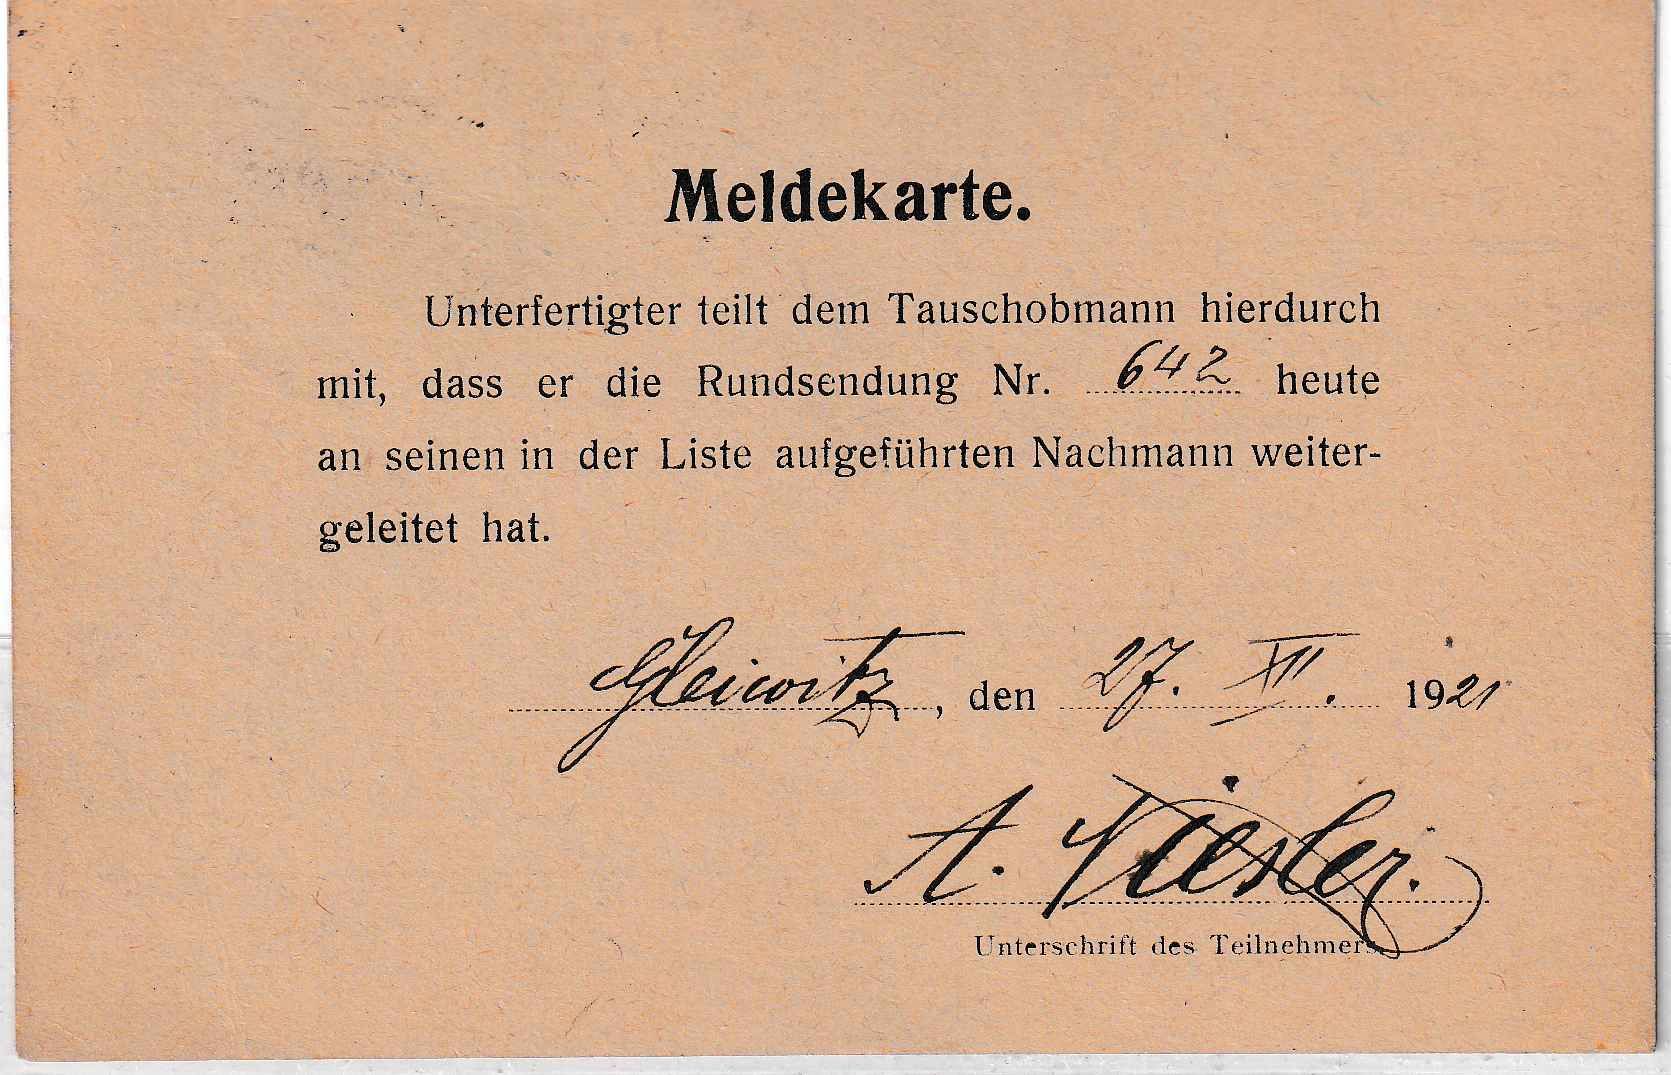 Meldekarte.
Unterfertigter teilt dem Tauschobmann hierdurch
mit, dass er die Rundsendung Nr. 642 heute
an seinen in der Liste aufgeführten Nachmann weiter-
geleitet hat.
Gleiwitz, den 27. XII. 1921
A.
Unterschrift des Teilnehmers.